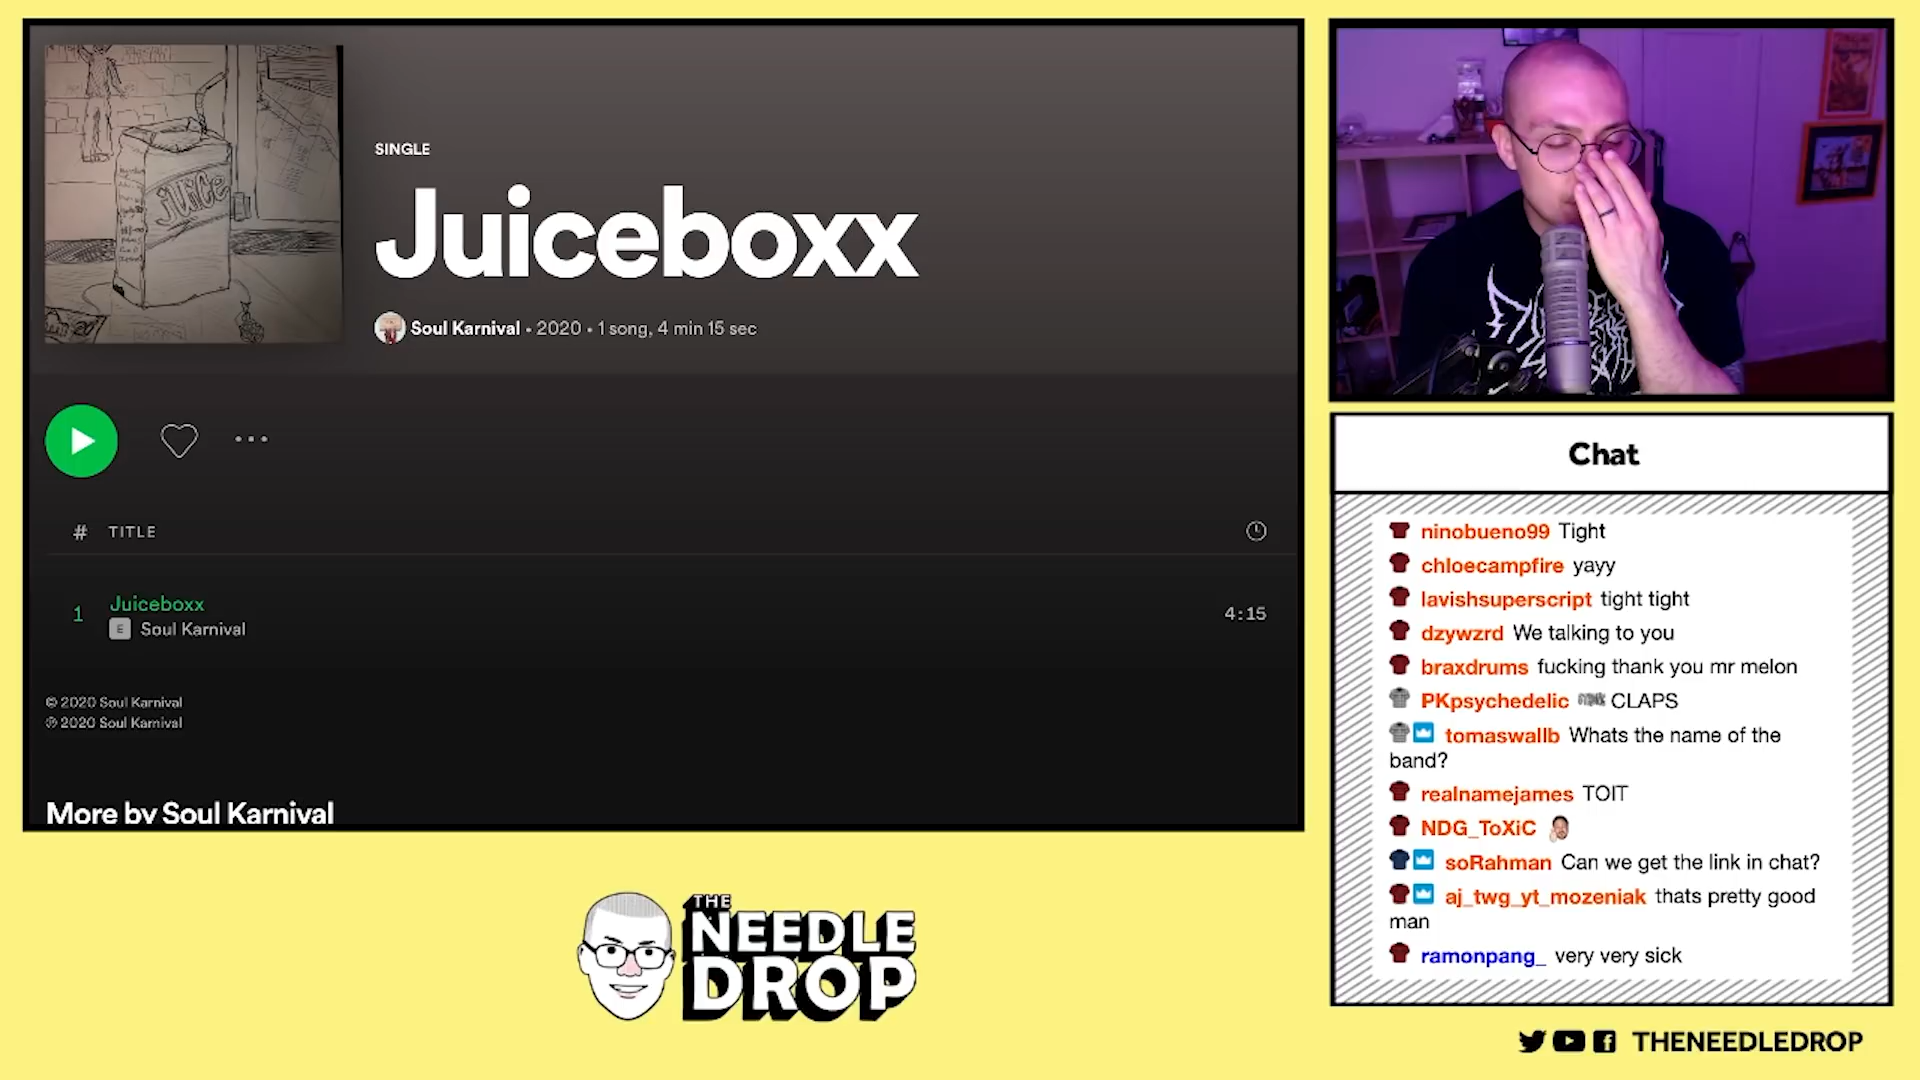 juice
SINGLE
Juiceboxx
Soul Karnival • 2020 • 1 song, 4 min 15 sec
# TITLE
1 Juiceboxx 4:15
E Soul Karnival
© 2020 Soul Karnival
℗ 2020 Soul Karnival
More by Soul Karnival
THE
NEEDLE
DROP
Chat
ninobueno99 Tight
chloecampfire yayy
lavishsuperscript tight tight
dzywzrd We talking to you
braxdrums fucking thank you mr melon
PKpsychedelic CLAPS
tomaswallb Whats the name of the
band?
realnamejames TOIT
NDG_ToXiC
soRahman Can we get the link in chat?
aj_twg_yt_mozeniak thats pretty good
man
ramonpang_ very very sick
THENEEDLEDROP